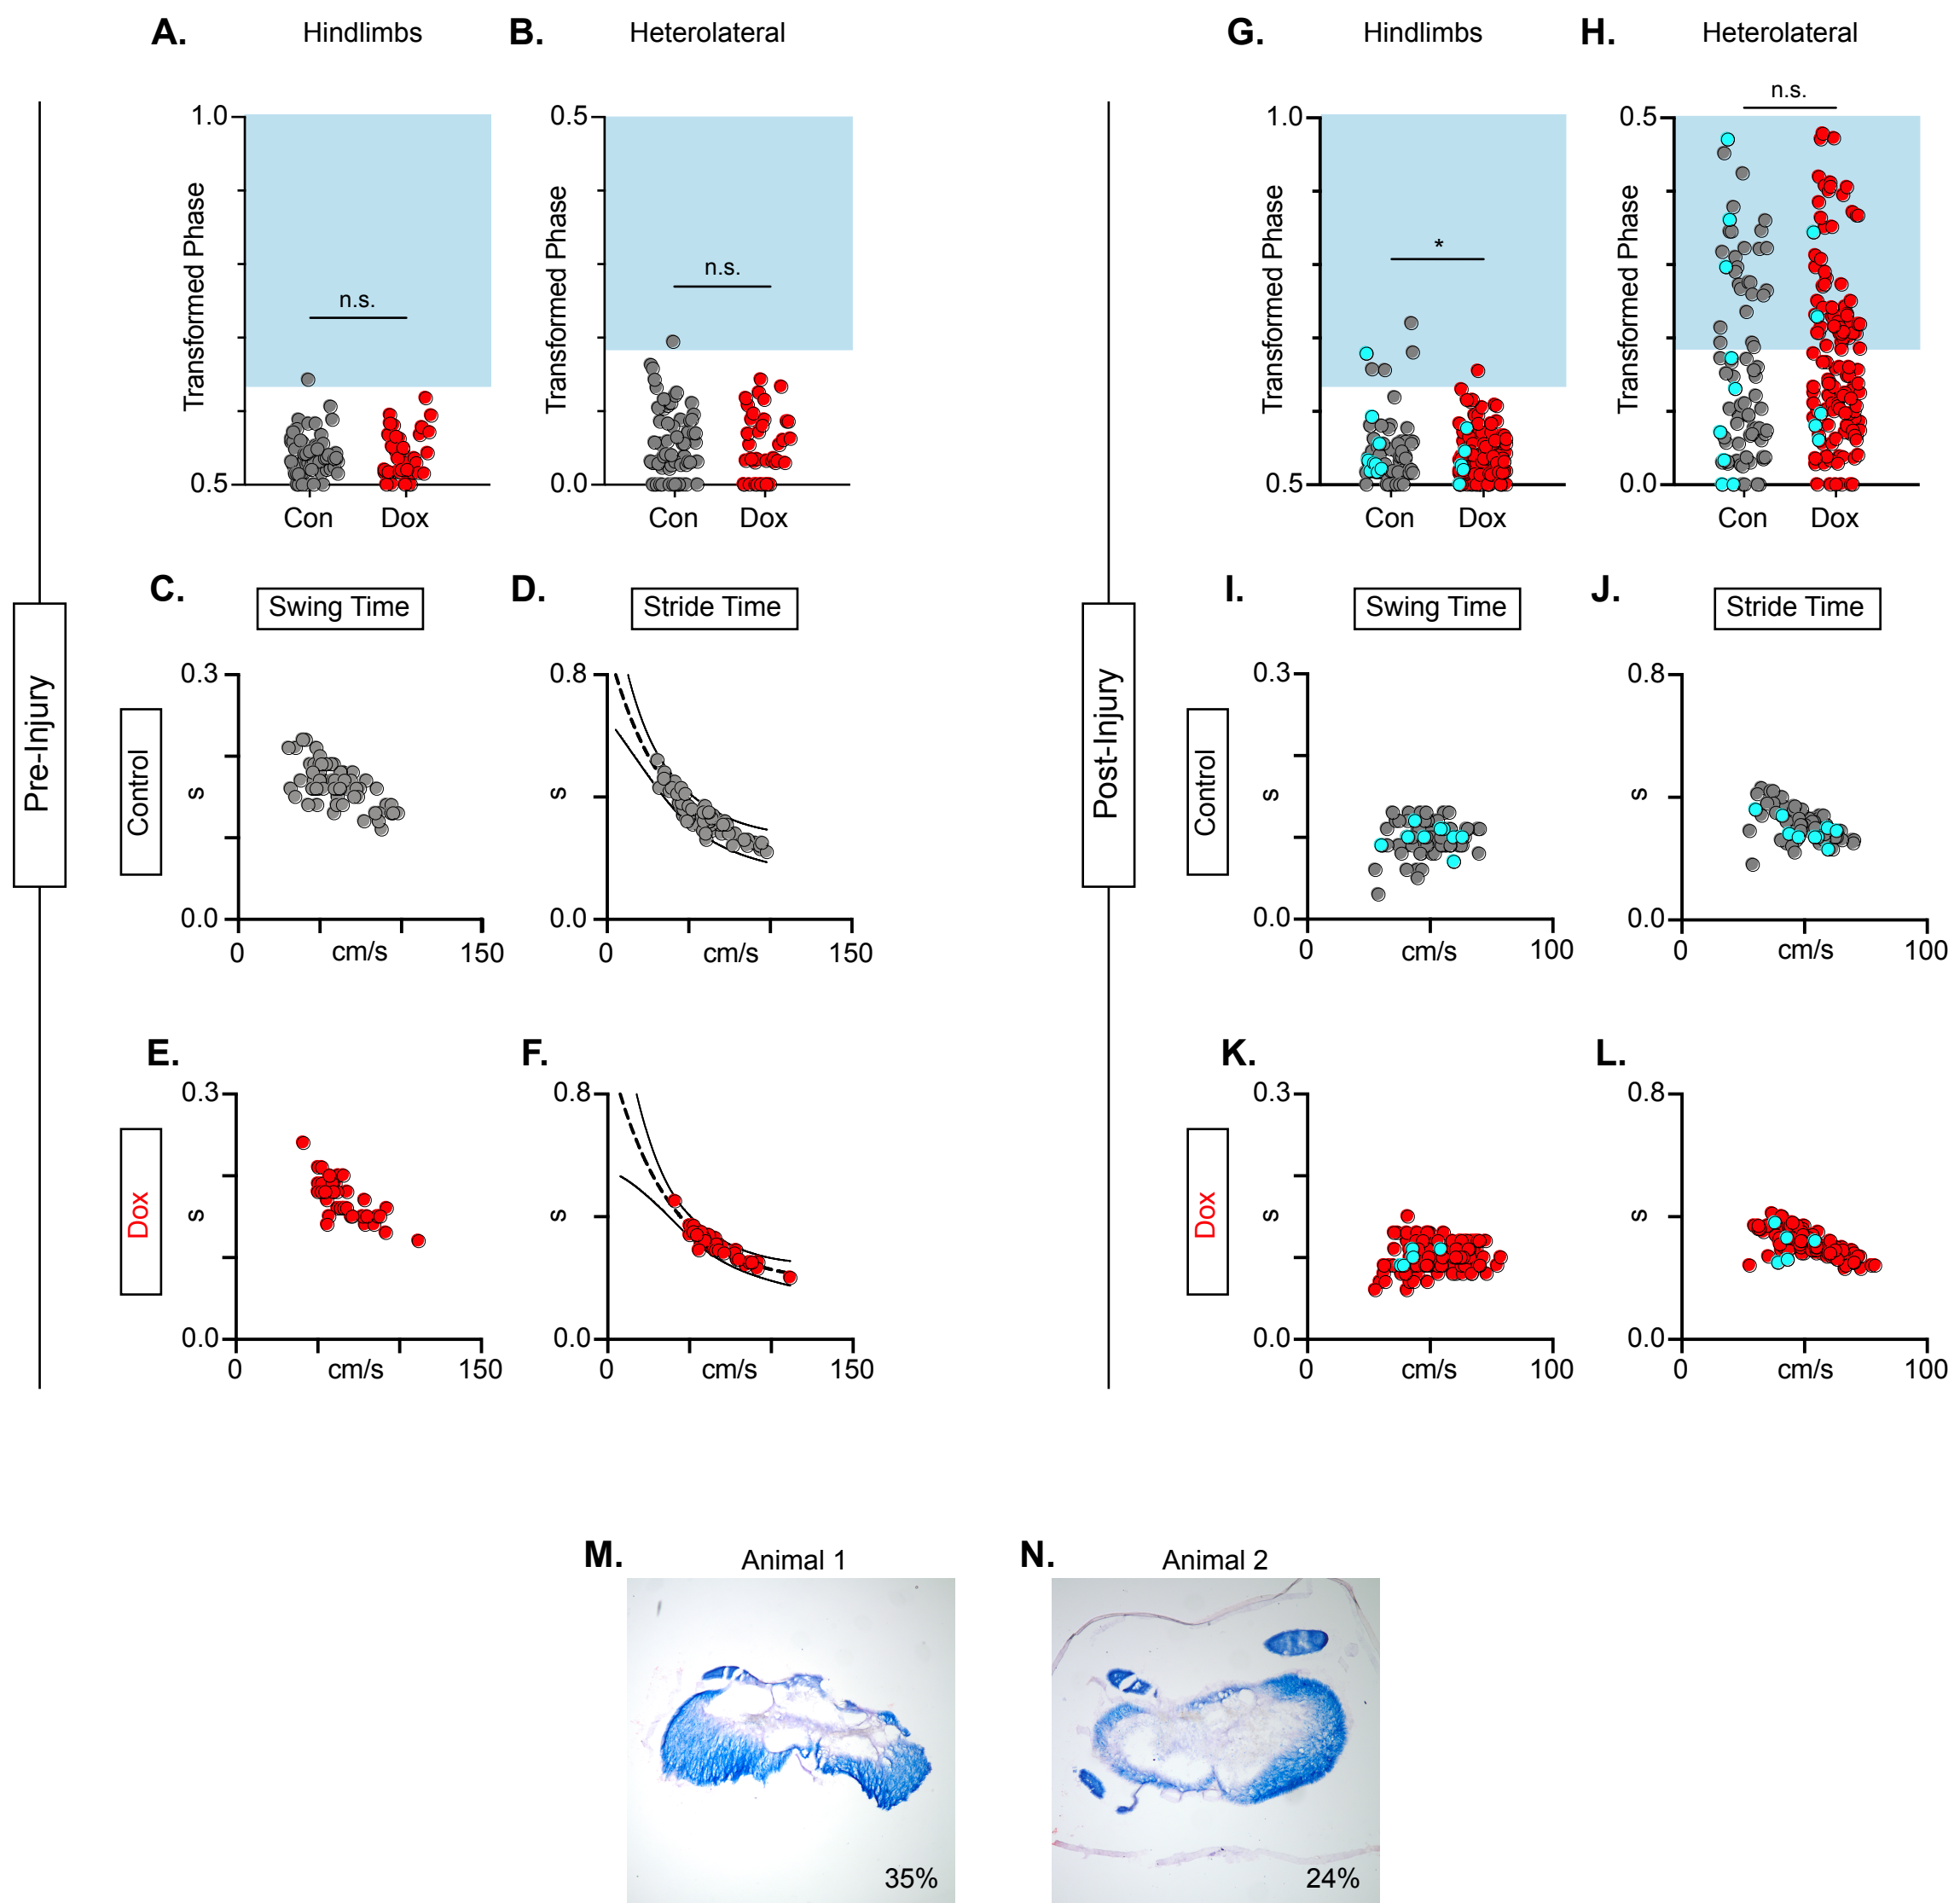 Pre-Injury
A. Hindlimbs
1.0
Transformed Phase
n.s.
0.5
Con Dox
B. Heterolateral
0.5
Transformed Phase
n.s.
0.0
Con Dox
C. Swing Time
Control
0.3
s
0.0
0 cm/s 150
D. Stride Time
0.8
s
0.0
0 cm/s 150
E.
Dox
0.3
s
0.0
0 cm/s 150
F.
0.8
s
0.0
0 cm/s 150
Post-Injury
G. Hindlimbs
1.0
Transformed Phase
*
0.5
Con Dox
H. Heterolateral
n.s.
0.5
Transformed Phase
0.0
Con Dox
I. Swing Time
Control
0.3
s
0.0
0 cm/s 100
J. Stride Time
0.8
s
0.0
0 cm/s 100
K.
Dox
0.3
s
0.0
0 cm/s 100
L.
0.8
s
0.0
0 cm/s 100
M. Animal 1
35%
N. Animal 2
24%